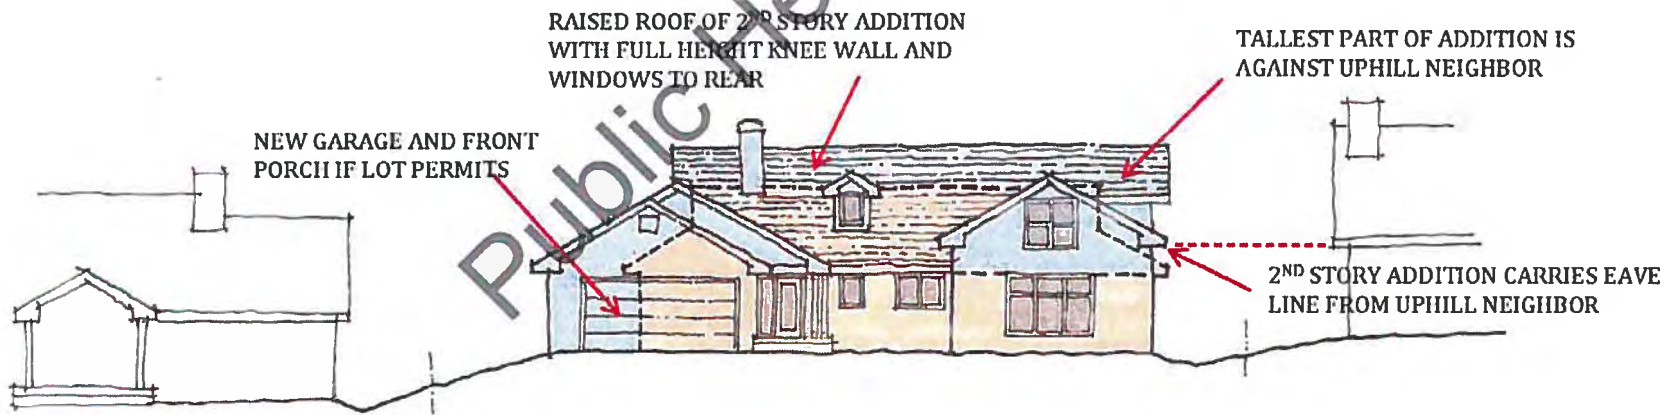 RAISED ROOF OF 2ND STORY ADDITION
WITH FULL HEIGHT KNEE WALL AND
WINDOWS TO REAR
TALLEST PART OF ADDITION IS
AGAINST UPHILL NEIGHBOR
NEW GARAGE AND FRONT
PORCH IF LOT PERMITS
2ND STORY ADDITION CARRIES EAVE
LINE FROM UPHILL NEIGHBOR
Public